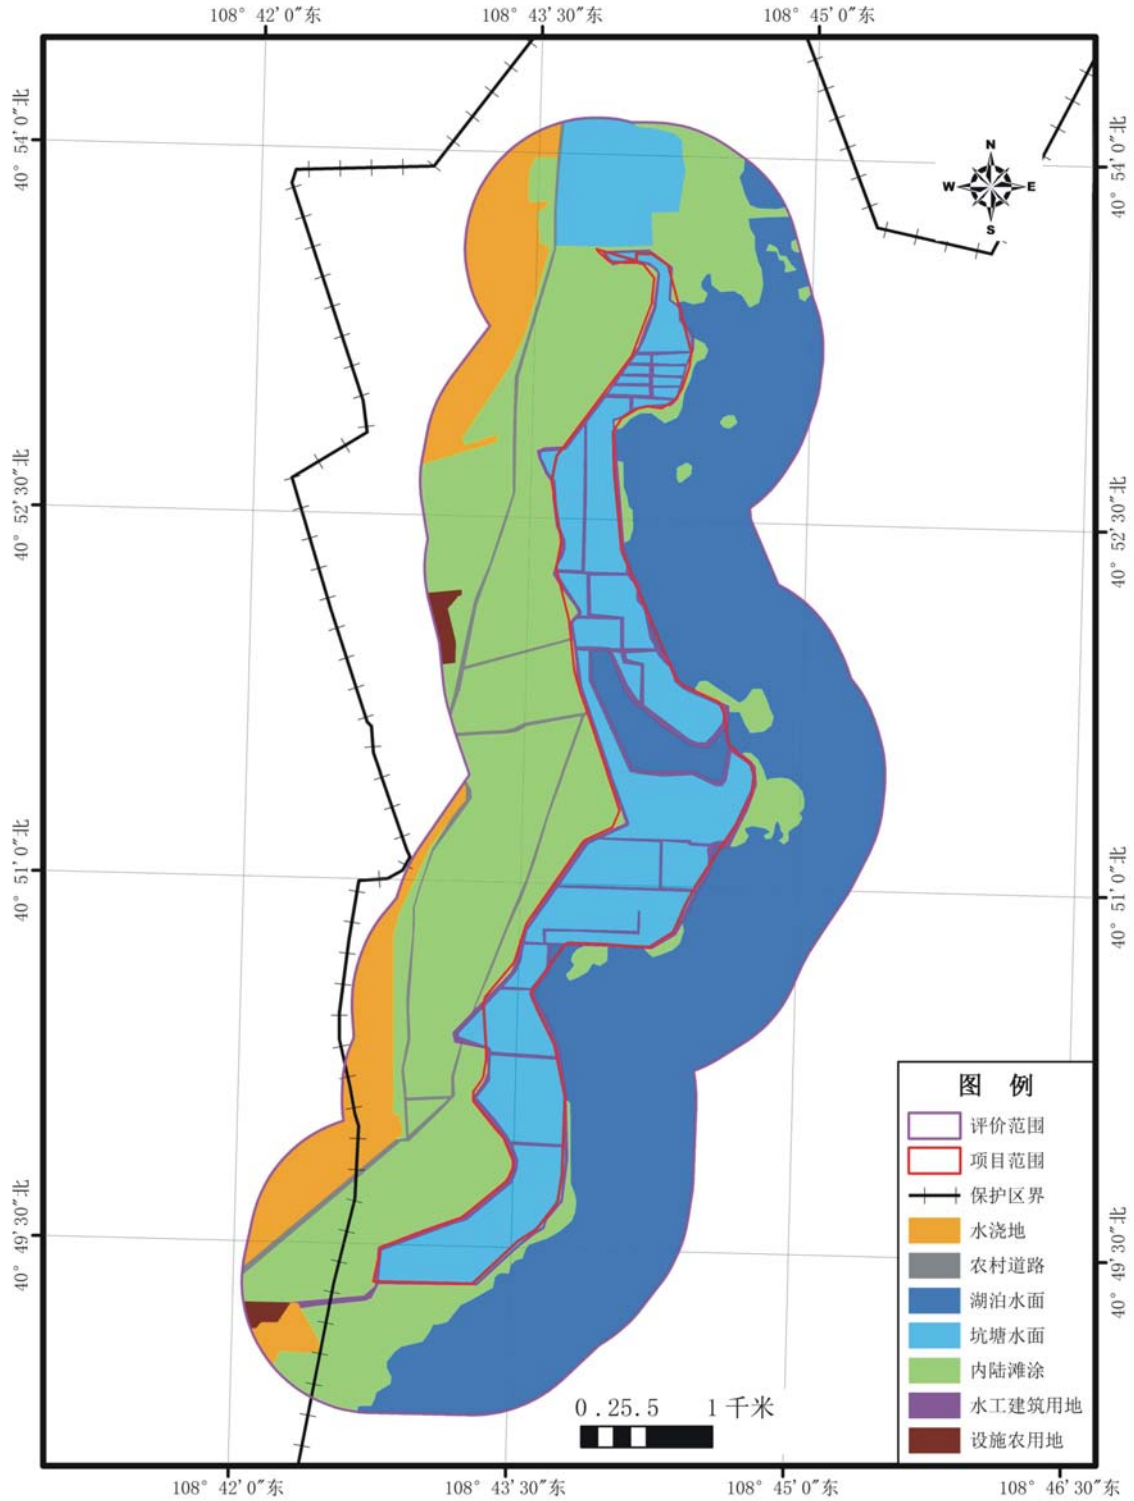 108° 42'0"东
108° 43'30"东
108° 45'0"东
40° 54'0"北
40° 54'0"北
N
W
E
S
40° 52'30"北
40° 52'30"北
40° 51'0"北
40° 51'0"北
40° 49'30"北
40° 49'30"北
图 例
评价范围
项目范围
保护区界
水浇地
农村道路
湖泊水面
坑塘水面
内陆滩涂
水工建筑用地
设施农用地
0 .25.5 1 千米
108° 42'0"东
108° 43'30"东
108° 45'0"东
108° 46'30"东